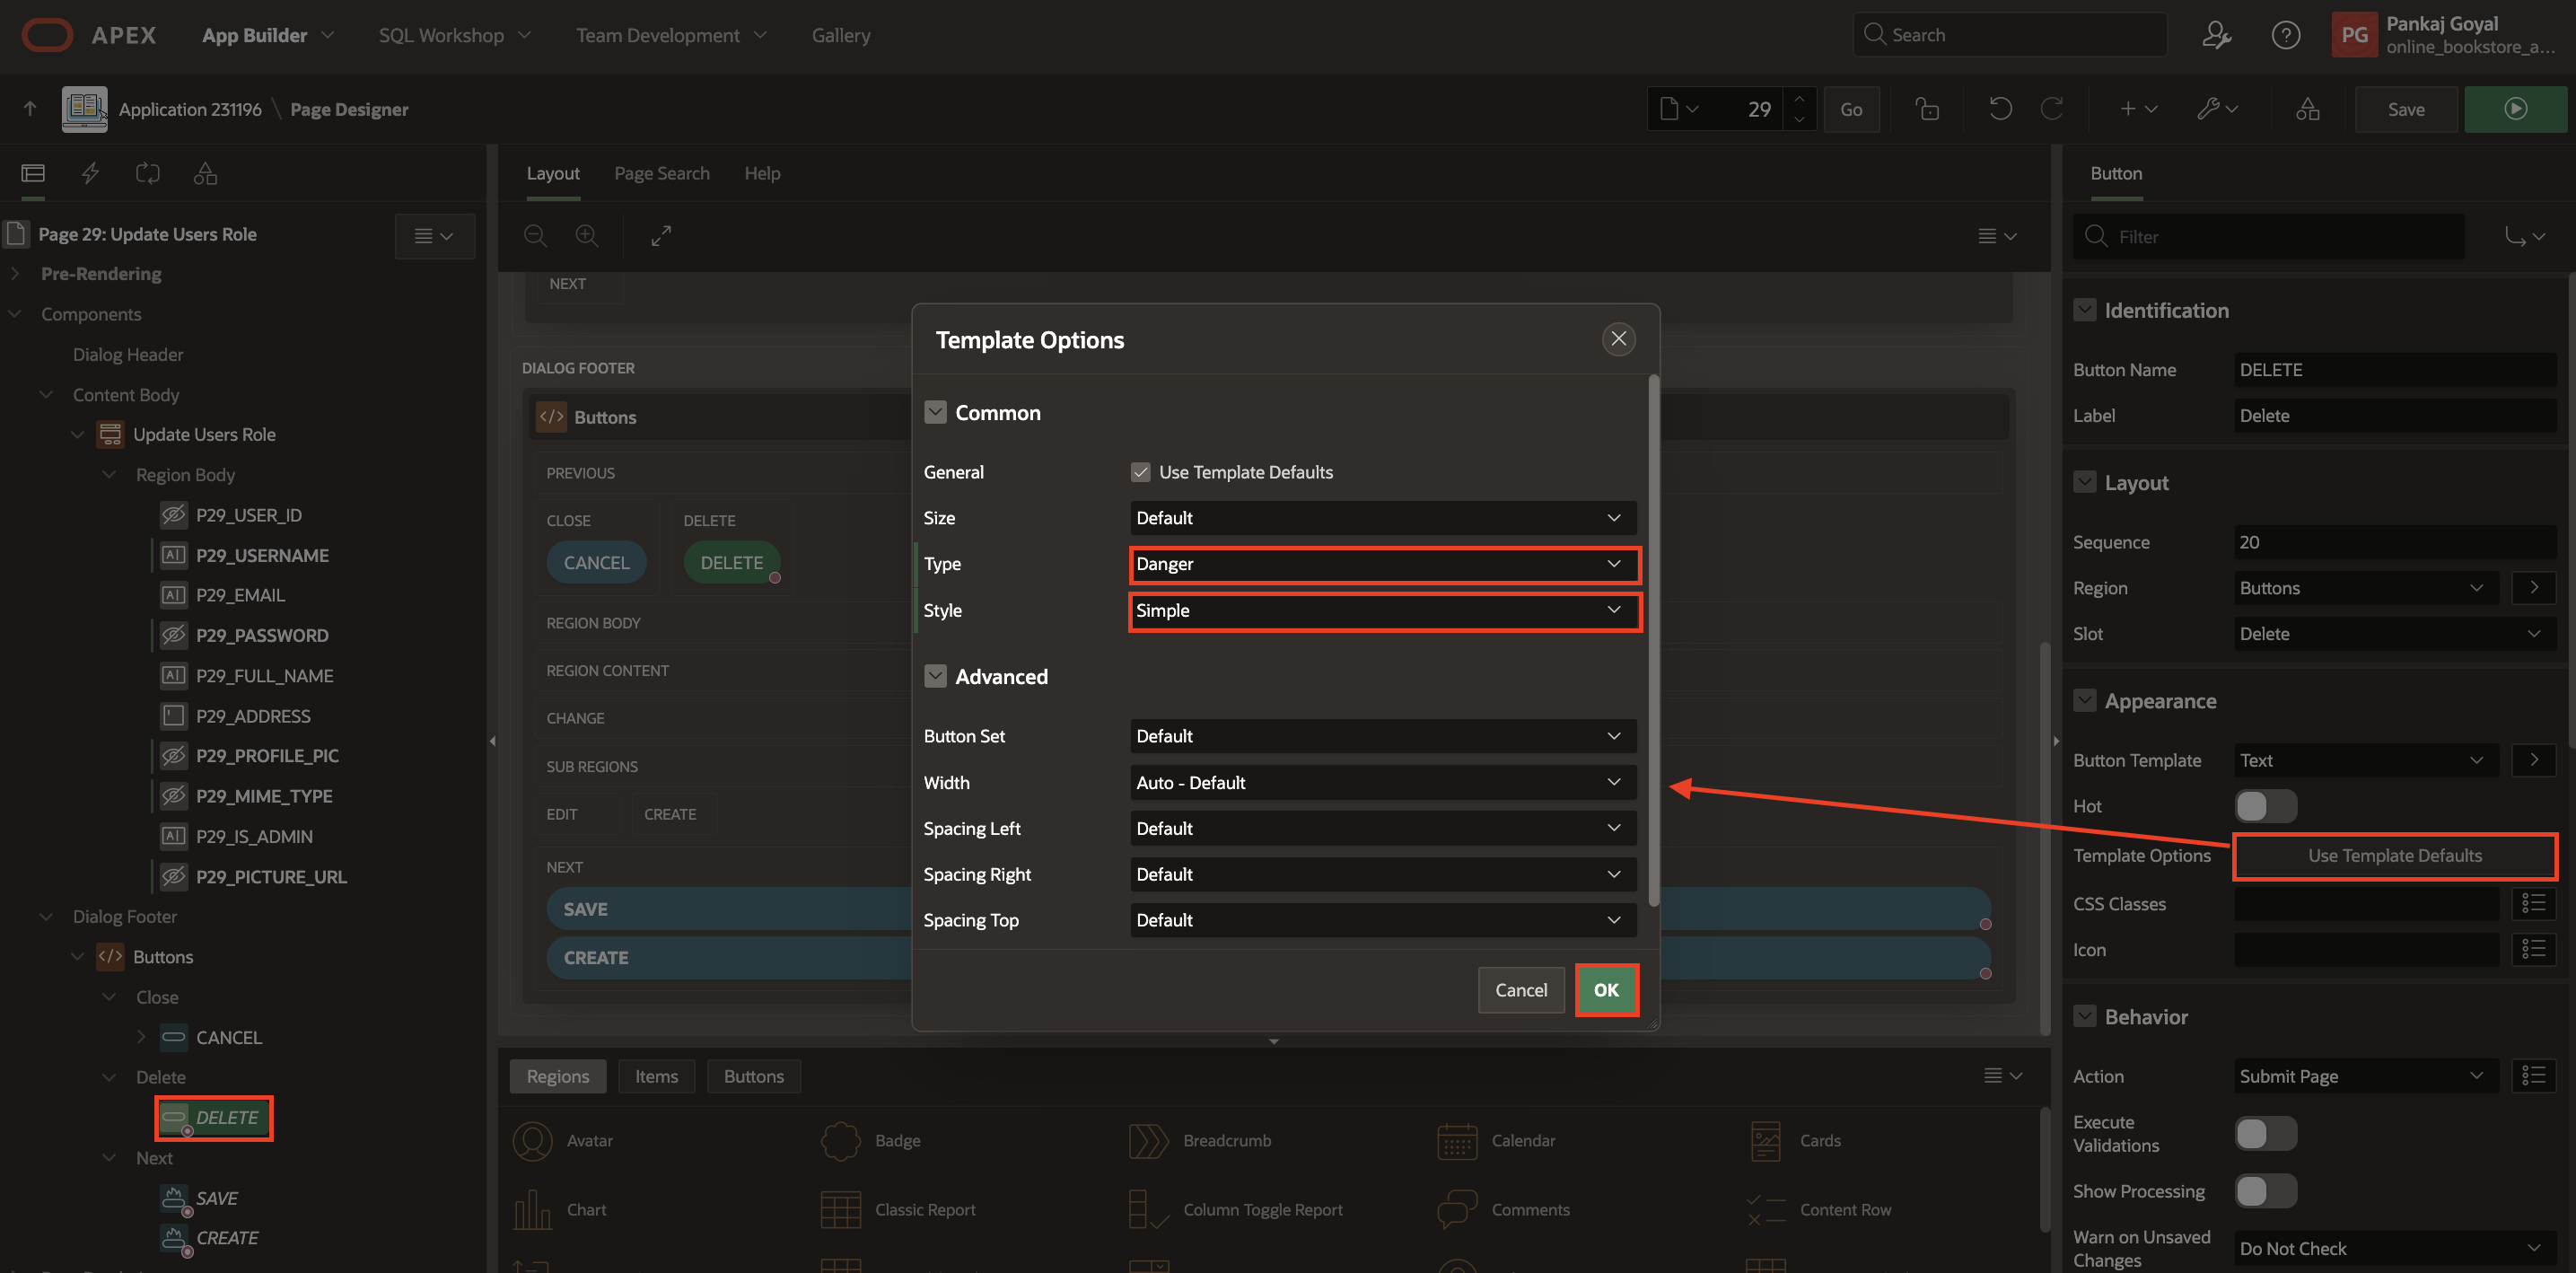 APEX
App Builder
SQL Workshop
Team Development
Gallery
Search
PG
Pankaj Goyal
online_bookstore_a...
Application 231196 \ Page Designer
29
Go
Save
Page 29: Update Users Role
Pre-Rendering
Components
Dialog Header
Content Body
Update Users Role
Region Body
P29_USER_ID
P29_USERNAME
P29_EMAIL
P29_PASSWORD
P29_FULL_NAME
P29_ADDRESS
P29_PROFILE_PIC
P29_MIME_TYPE
P29_IS_ADMIN
P29_PICTURE_URL
Dialog Footer
Buttons
Close
CANCEL
Delete
DELETE
Next
SAVE
CREATE
Layout
Page Search
Help
NEXT
DIALOG FOOTER
Buttons
PREVIOUS
CLOSE
DELETE
CANCEL
DELETE
REGION BODY
REGION CONTENT
CHANGE
SUB REGIONS
EDIT
CREATE
NEXT
SAVE
CREATE
Template Options
Common
General
Use Template Defaults
Size
Default
Type
Danger
Style
Simple
Advanced
Button Set
Default
Width
Auto - Default
Spacing Left
Default
Spacing Right
Default
Spacing Top
Default
Cancel
OK
Regions
Items
Buttons
Avatar
Badge
Breadcrumb
Calendar
Cards
Chart
Classic Report
Column Toggle Report
Comments
Content Row
Button
Filter
Identification
Button Name
DELETE
Label
Delete
Layout
Sequence
20
Region
Buttons
Slot
Delete
Appearance
Button Template
Text
Hot
Template Options
Use Template Defaults
CSS Classes
Icon
Behavior
Action
Submit Page
Execute
Validations
Show Processing
Warn on Unsaved
Changes
Do Not Check